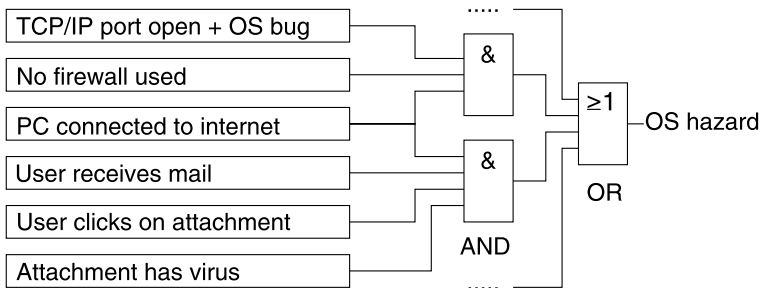 .....
TCP/IP port open + OS bug
&
No firewall used
≥1
PC connected to internet
OS hazard
&
User receives mail
OR
User clicks on attachment
AND
Attachment has virus
.....